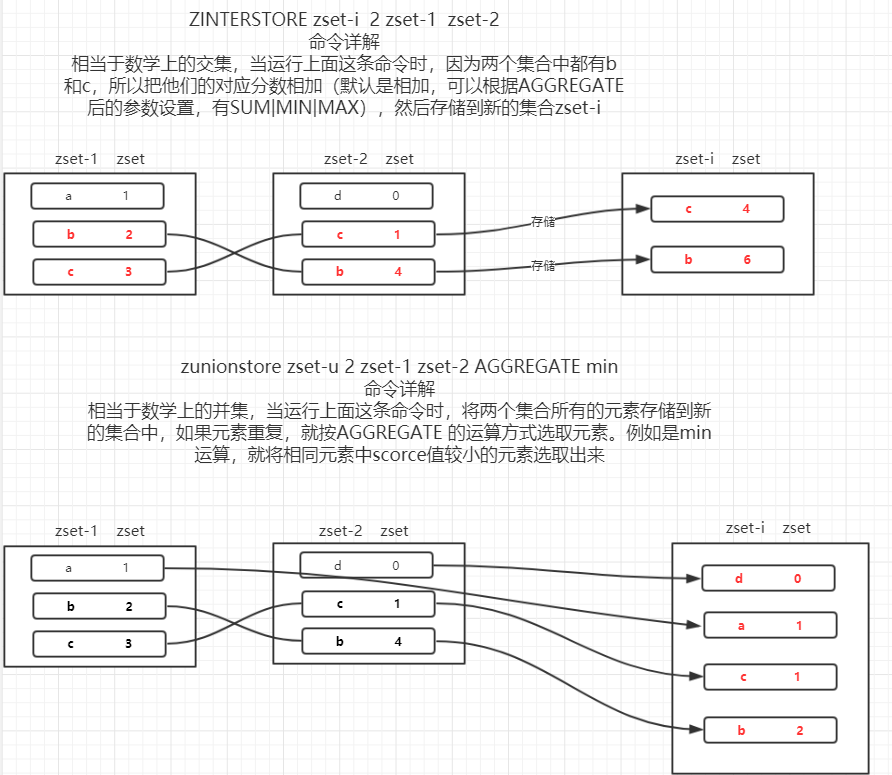 ZINTERSTORE zset-i 2 zset-1 zset-2
命令详解
相当于数学上的交集，当运行上面这条命令时，因为两个集合中都有b
和c，所以把他们的对应分数相加（默认是相加，可以根据AGGREGATE
后的参数设置，有SUM|MIN|MAX）, 然后存储到新的集合zset-i
zset-1 zset
zset-2 zset
zset-i zset
a 1
d 0
b 2
c 1
存储
c 4
c 3
b 4
存储
b 6
zunionstore zset-u 2 zset-1 zset-2 AGGREGATE min
命令详解
相当于数学上的并集，当运行上面这条命令时，将两个集合所有的元素存储到新
的集合中，如果元素重复，就按AGGREGATE 的运算方式选取元素。例如是min
运算，就将相同元素中scorce值较小的元素选取出来
zset-1 zset
zset-2 zset
zset-i zset
a 1
d 0
d 0
b 2
c 1
a 1
c 3
b 4
c 1
b 2